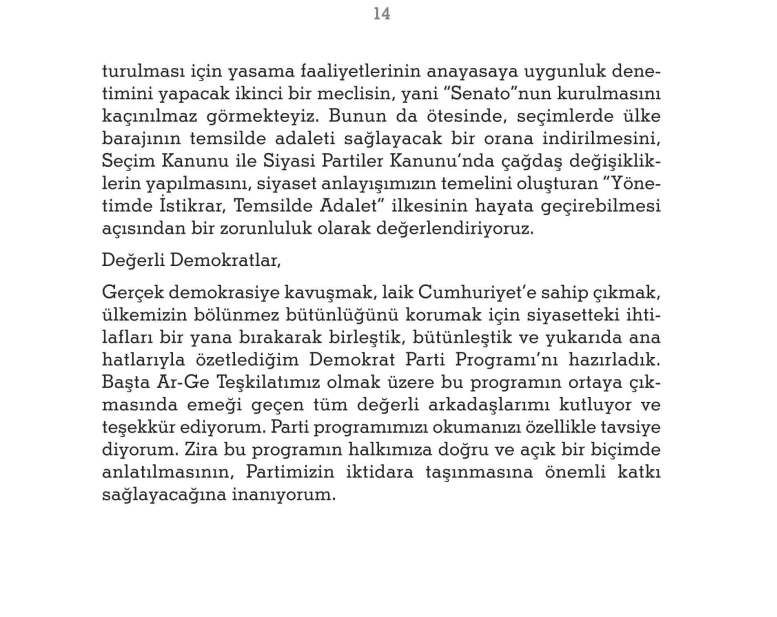 14
turulması için yasama faaliyetlerinin anayasaya uygunluk dene-
timini yapacak ikinci bir meclisin, yani “Senato”nun kurulmasını
kaçınılmaz görmekteyiz. Bunun da ötesinde, seçimlerde ülke
barajının temsilde adaleti sağlayacak bir orana indirilmesini,
Seçim Kanunu ile Siyasi Partiler Kanunu’nda çağdaş değişiklik-
lerin yapılmasını, siyaset anlayışımızın temelini oluşturan “Yöne-
timde İstikrar, Temsilde Adalet” ilkesinin hayata geçirebilmesi
açısından bir zorunluluk olarak değerlendiriyoruz.
Değerli Demokratlar,
Gerçek demokrasiye kavuşmak, laik Cumhuriyet’e sahip çıkmak,
ülkemizin bölünmez bütünlüğünü korumak için siyasetteki ihti-
lafları bir yana bırakarak birleştik, bütünleştik ve yukarıda ana
hatlarıyla özetlediğim Demokrat Parti Programı’nı hazırladık.
Başta Ar-Ge Teşkilatımız olmak üzere bu programın ortaya çık-
masında emeği geçen tüm değerli arkadaşlarımı kutluyor ve
teşekkür ediyorum. Parti programımızı okumanızı özellikle tavsiye
diyorum. Zira bu programın halkımıza doğru ve açık bir biçimde
anlatılmasının, Partimizin iktidara taşınmasına önemli katkı
sağlayacağına inanıyorum.